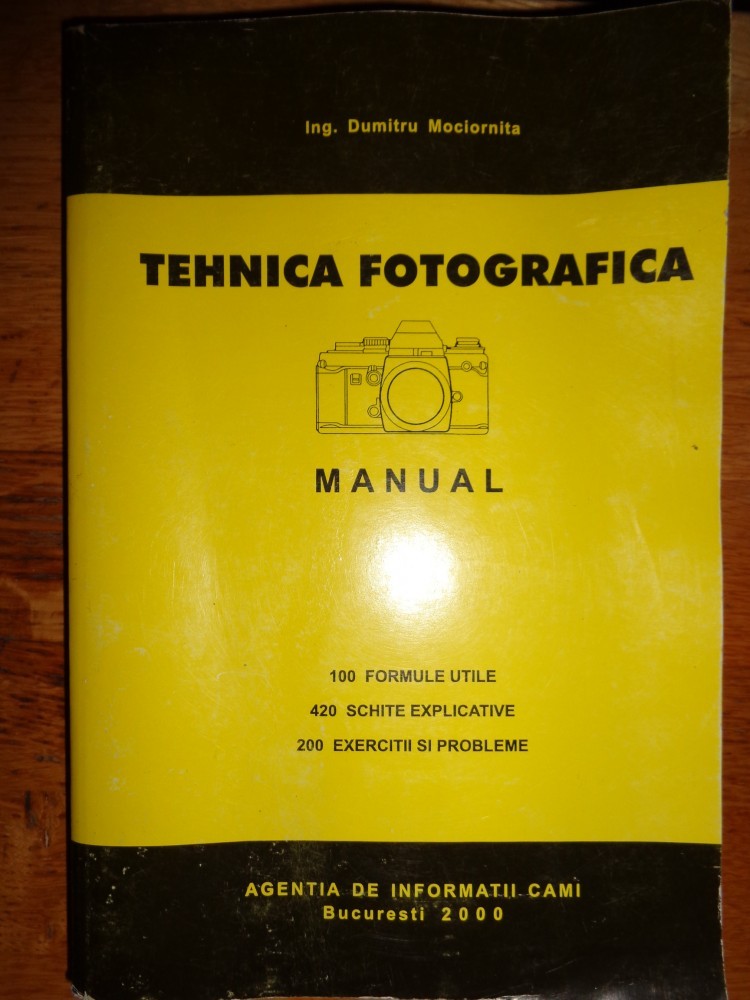 Ing. Dumitru Mociornita
TEHNICA FOTOGRAFICA
MANUAL
100 FORMULE UTILE
420 SCHITE EXPLICATIVE
200 EXERCITII SI PROBLEME
AGENTIA DE INFORMATII CAMI
Bucuresti 2000